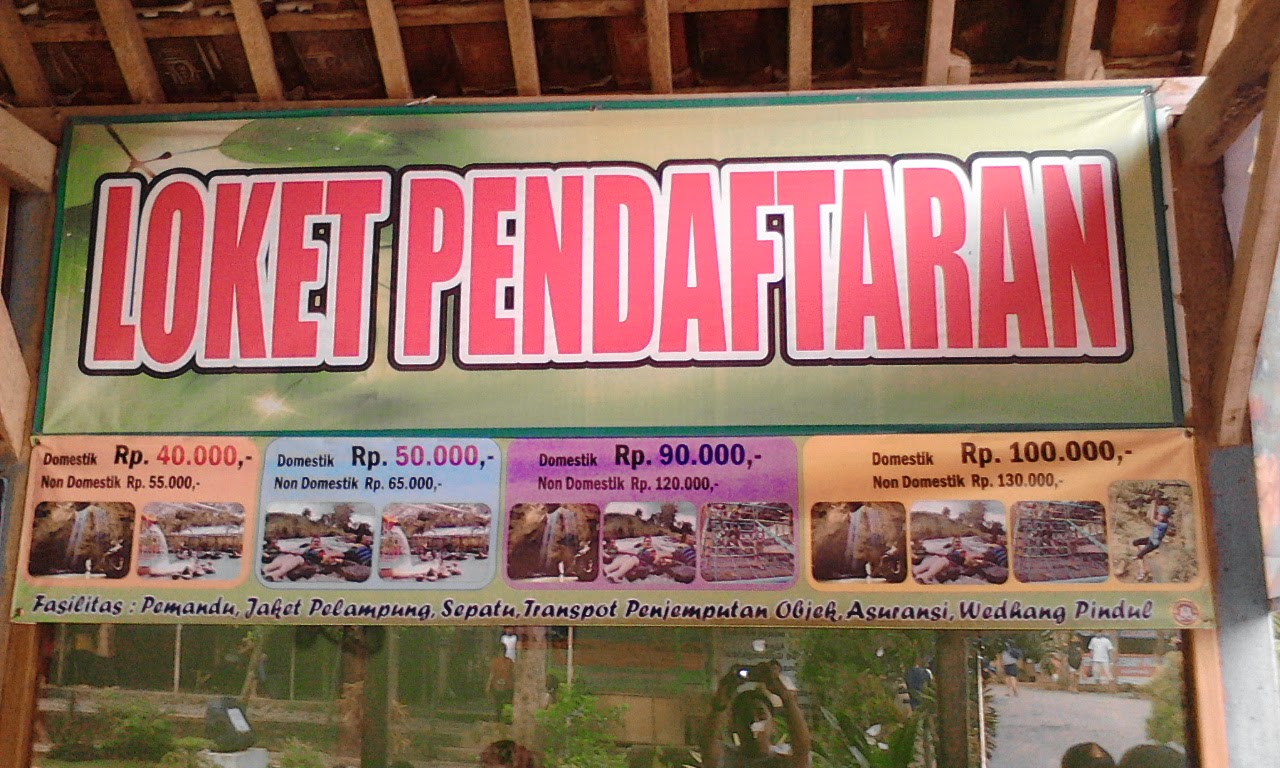 LOKET PENDAFTARAN
Domestik Rp. 40.000,-
Non Domestik Rp. 55.000,-
Domestik Rp. 50.000,-
Non Domestik Rp. 65.000,-
Domestik Rp. 90.000,-
Non Domestik Rp. 120.000,-
Domestik Rp. 100.000,-
Non Domestik Rp. 130.000,-
Fasilitas : Pemandu, Jaket Pelampung, Sepatu, Transpot Penjemputan Objek, Asuransi, Wedhang Pindul